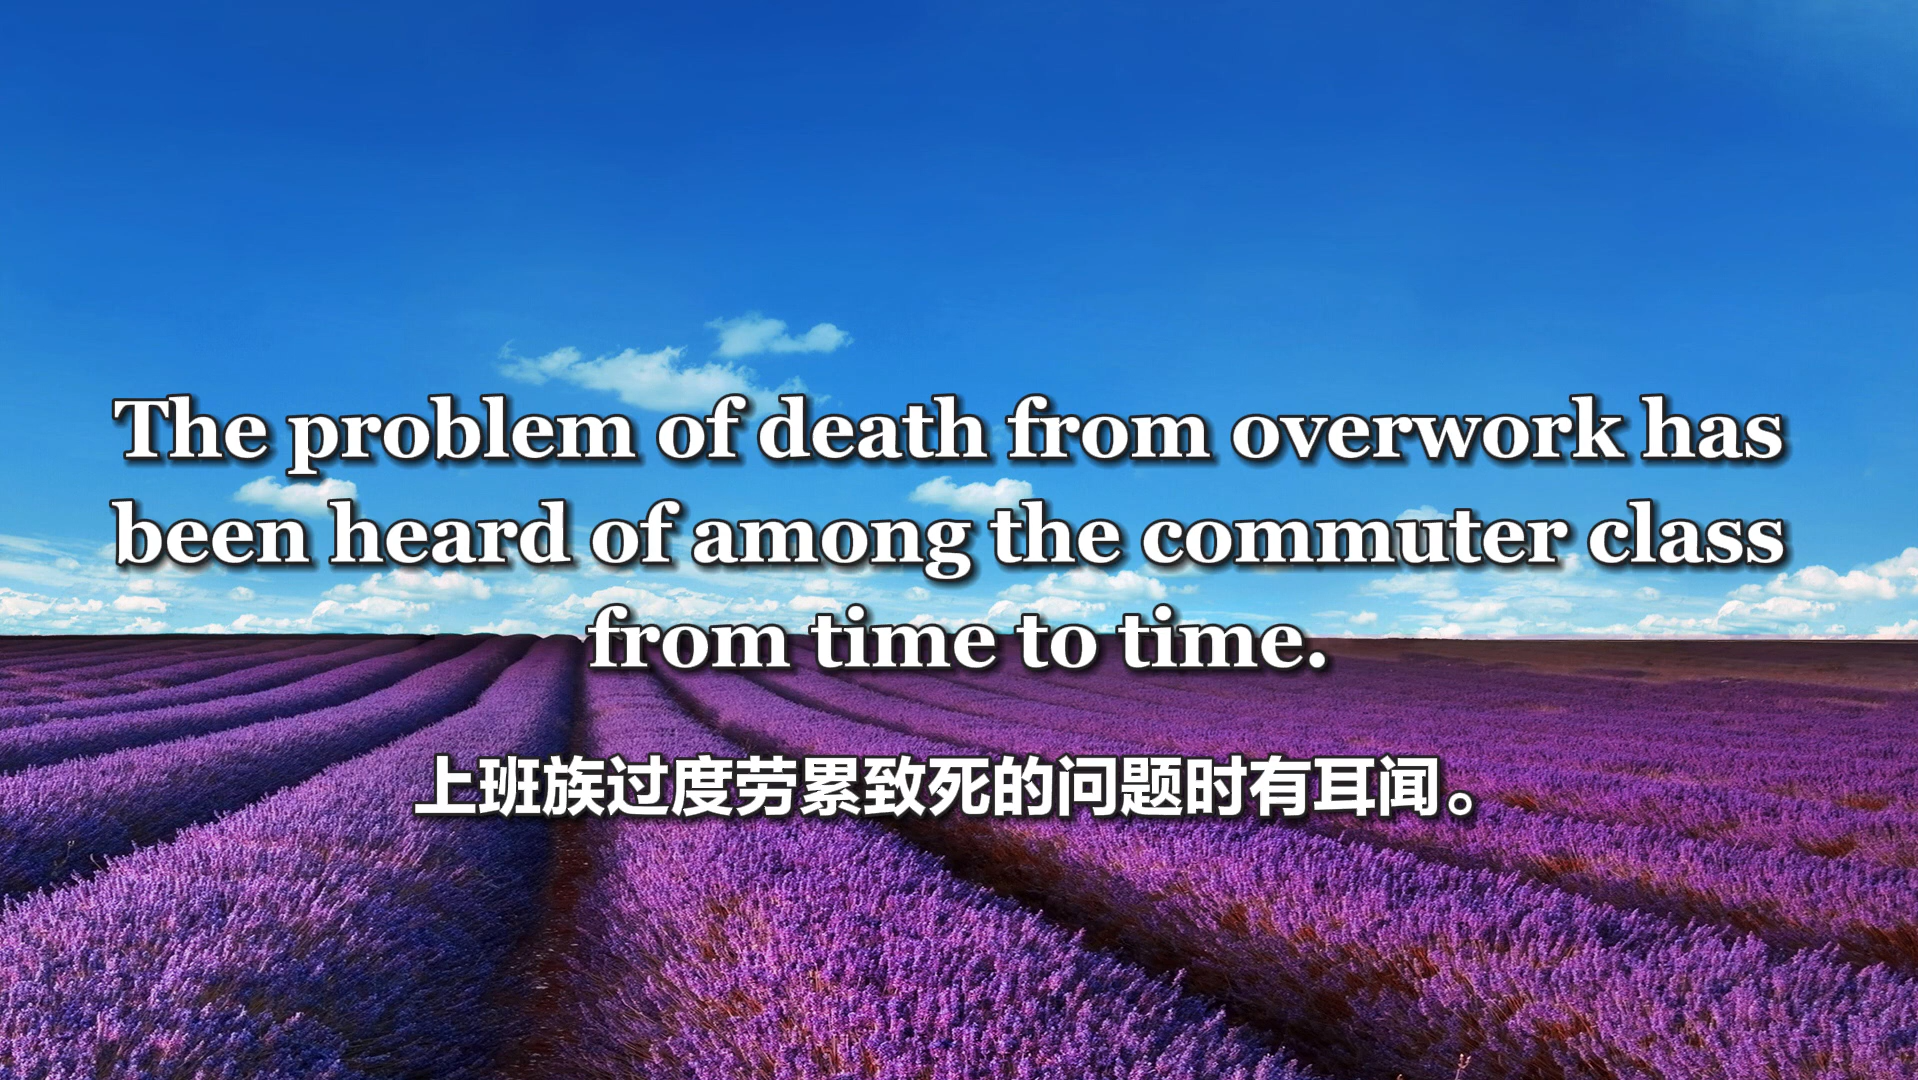 The problem of death from overwork has
been heard of among the commuter class
from time to time.
上班族过度劳累致死的问题时有耳闻。